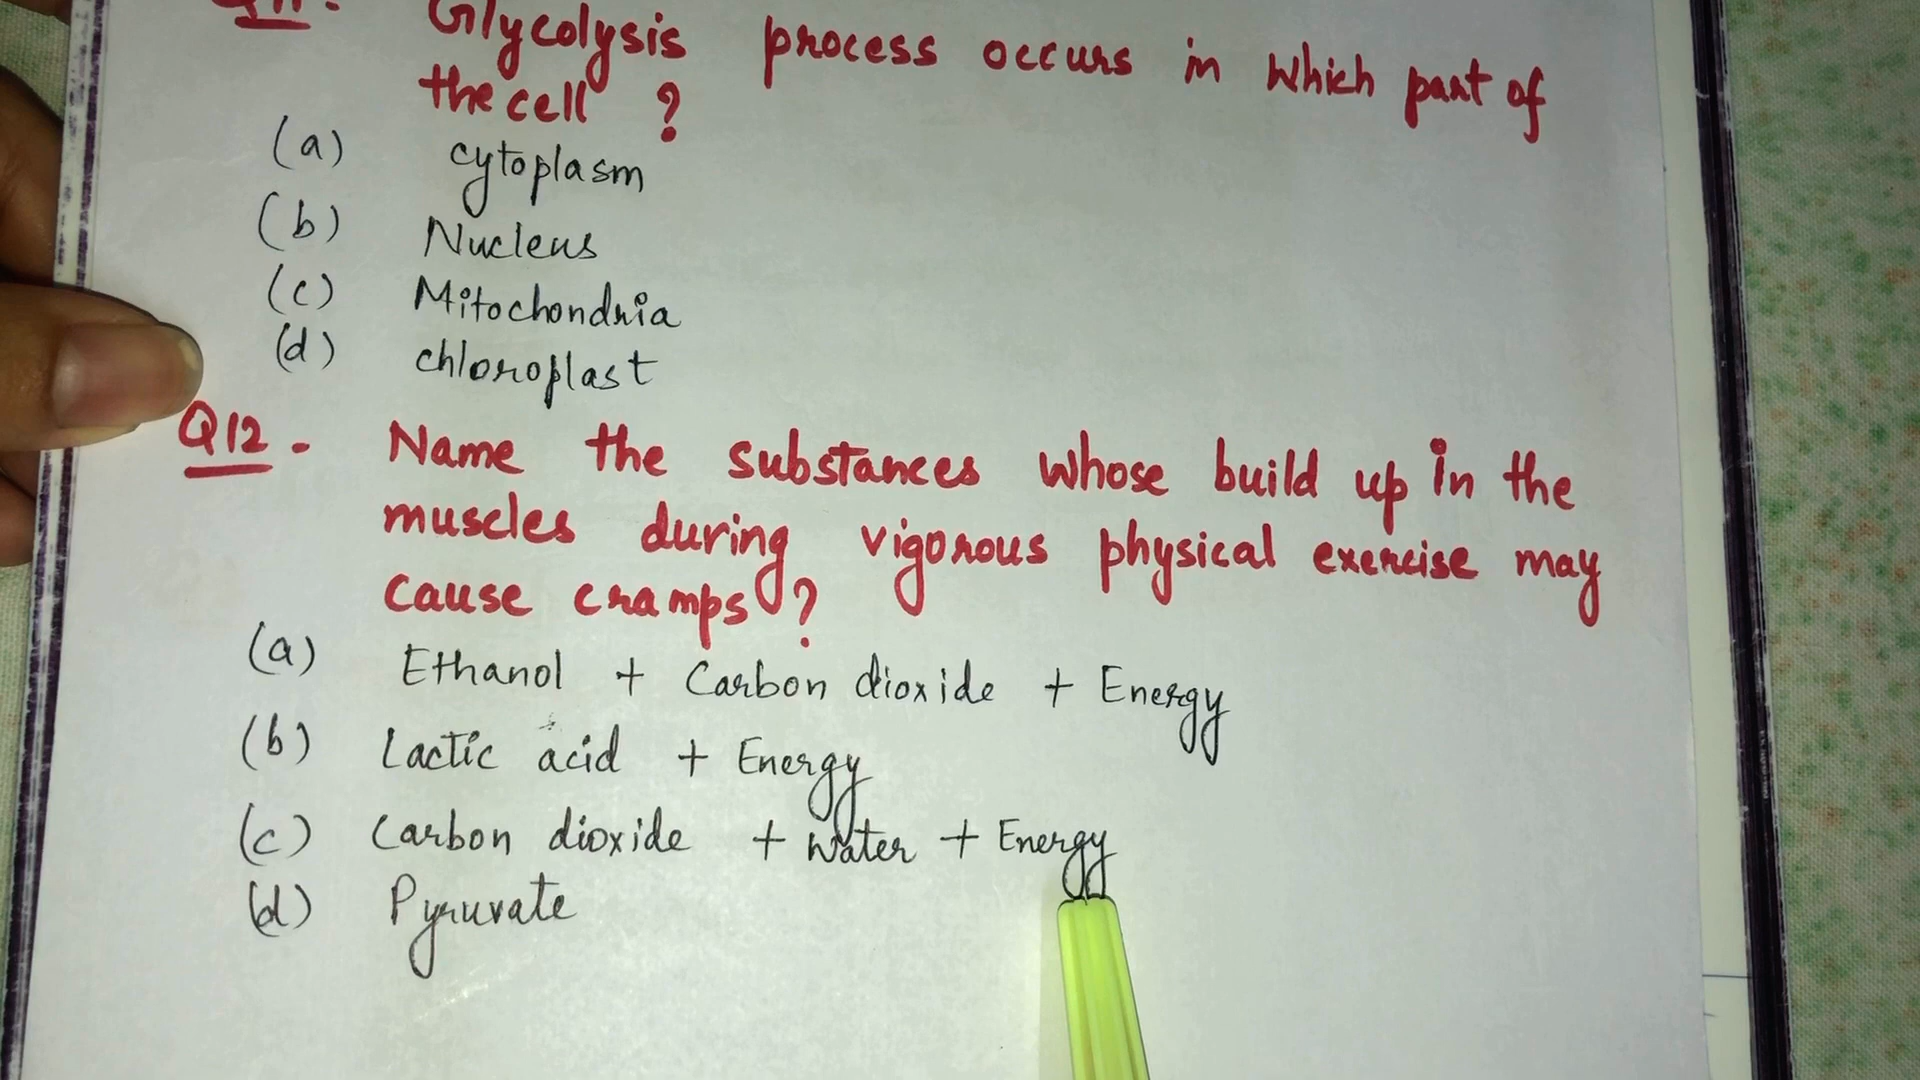 Q11. Glycolysis process occurs in which part of
the cell ?
(a) cytoplasm
(b) Nucleus
(c) Mitochondria
(d) chloroplast
Q12. Name the substances whose build up in the
muscles during vigorous physical exercise may
cause cramps ?
(a) Ethanol + Carbon dioxide + Energy
(b) Lactic acid + Energy
(c) Carbon dioxide + water + Energy
(d) Pyruvate